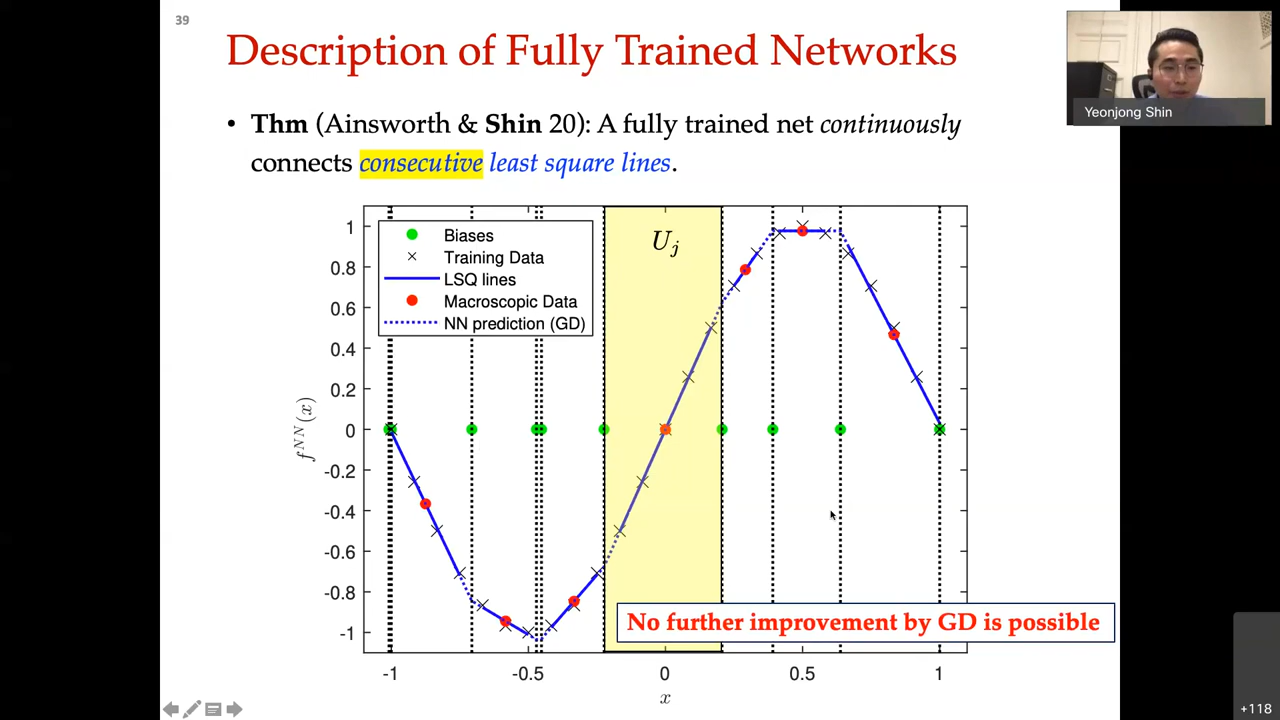 39
Description of Fully Trained Networks
Yeonjong Shin
• Thm (Ainsworth & Shin 20): A fully trained net continuously
connects consecutive least square lines.
Biases
Training Data
LSQ lines
Macroscopic Data
NN prediction (GD)
U_j
1
0.8
0.6
0.4
0.2
0
-0.2
-0.4
-0.6
-0.8
-1
f^{NN}(x)
No further improvement by GD is possible
-1 -0.5 0 0.5 1
x
+118